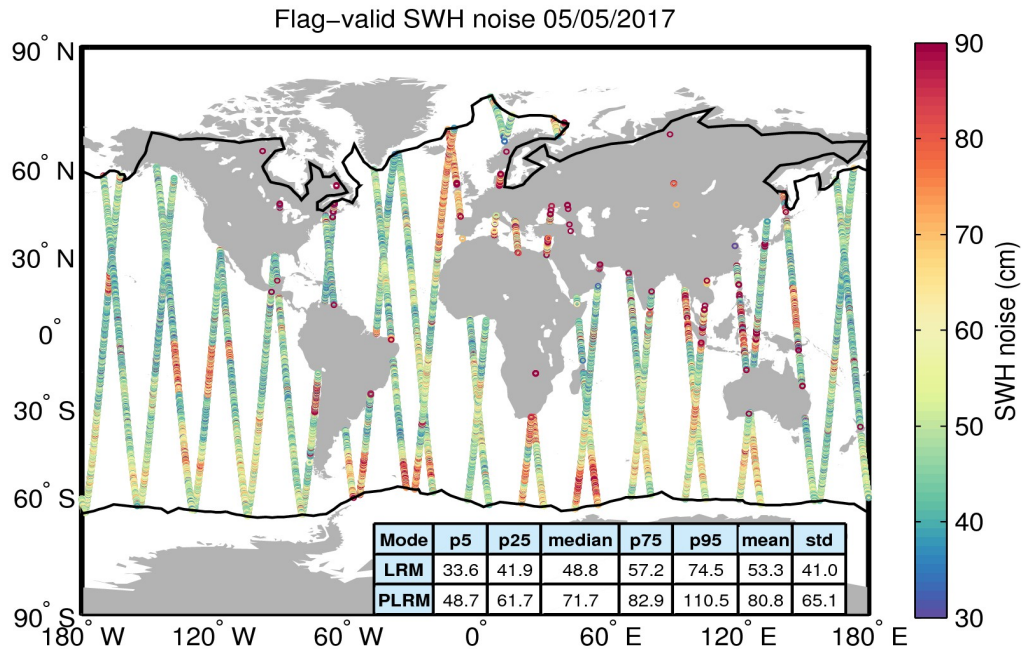 Flag−valid SWH noise 05/05/2017
90° N
60° N
30° N
0°
30° S
60° S
90° S
180° W
120° W
60° W
0°
60° E
120° E
180° E
Mode p5 p25 median p75 p95 mean std
LRM 33.6 41.9 48.8 57.2 74.5 53.3 41.0
PLRM 48.7 61.7 71.7 82.9 110.5 80.8 65.1
90
80
70
60
50
40
30
SWH noise (cm)